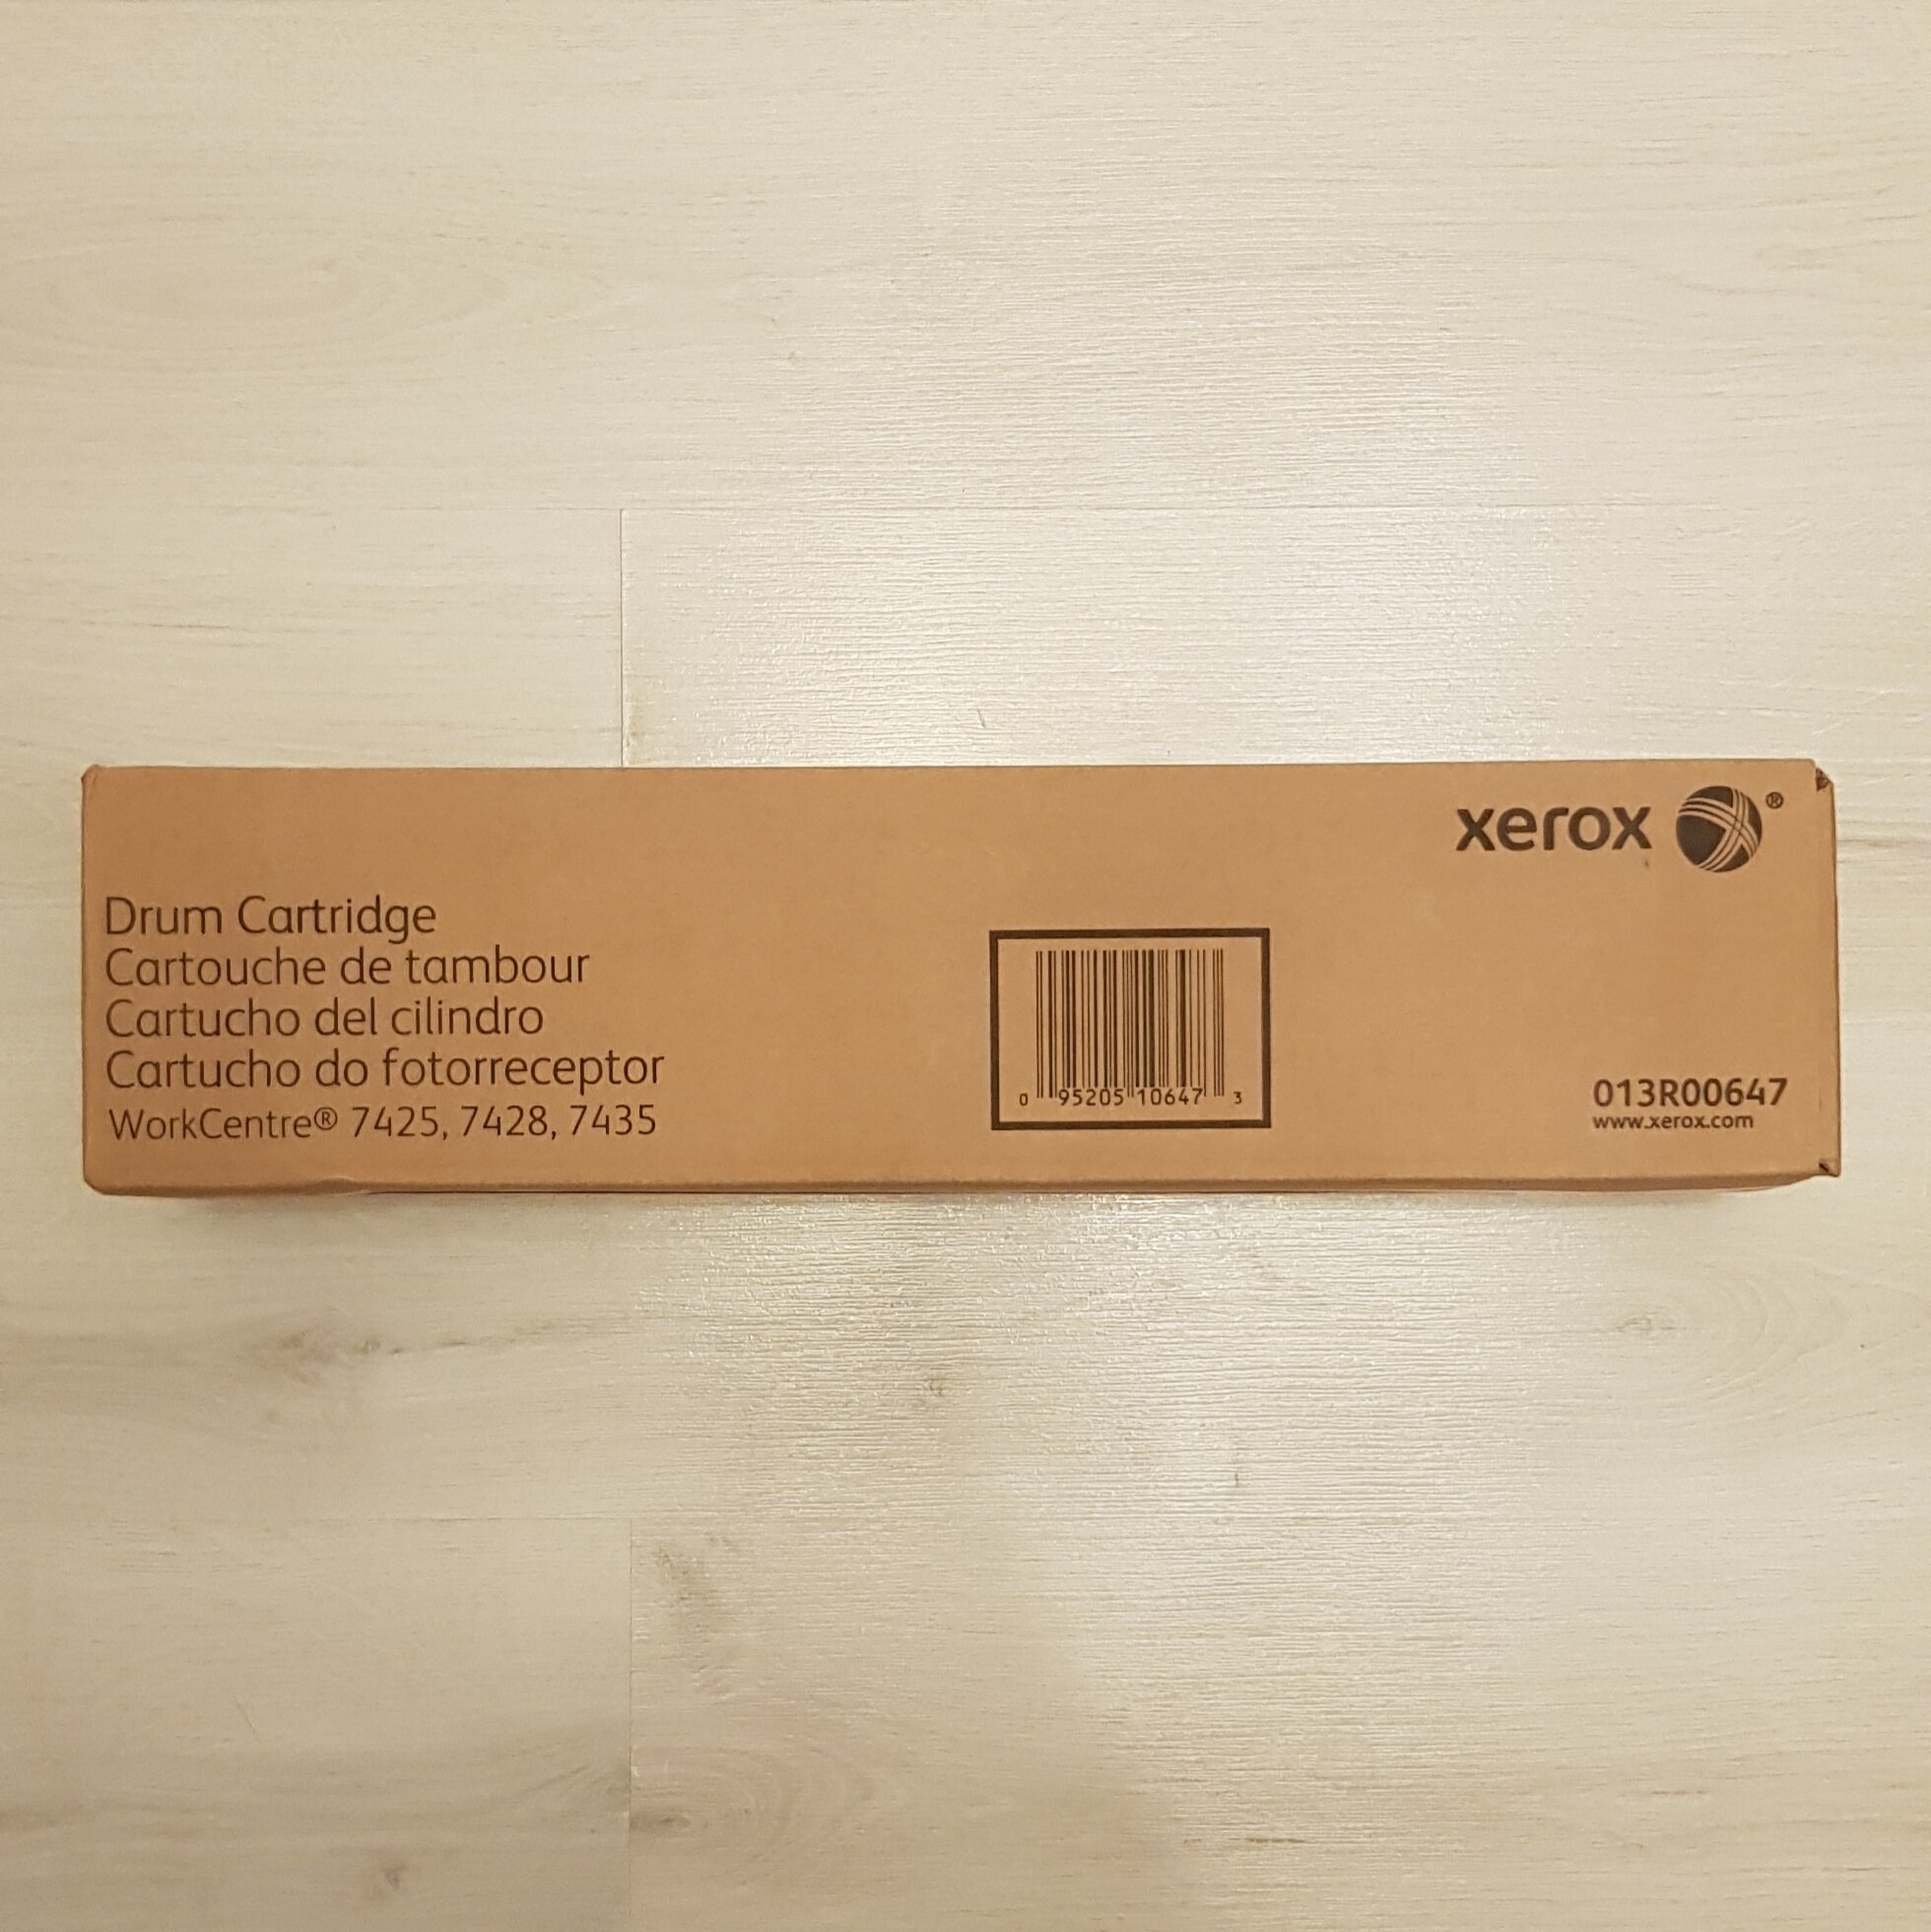 xerox ®
Drum Cartridge
Cartouche de tambour
Cartucho del cilindro
Cartucho do fotorreceptor
WorkCentre® 7425, 7428, 7435
0 95205 10647 3
013R00647
www.xerox.com